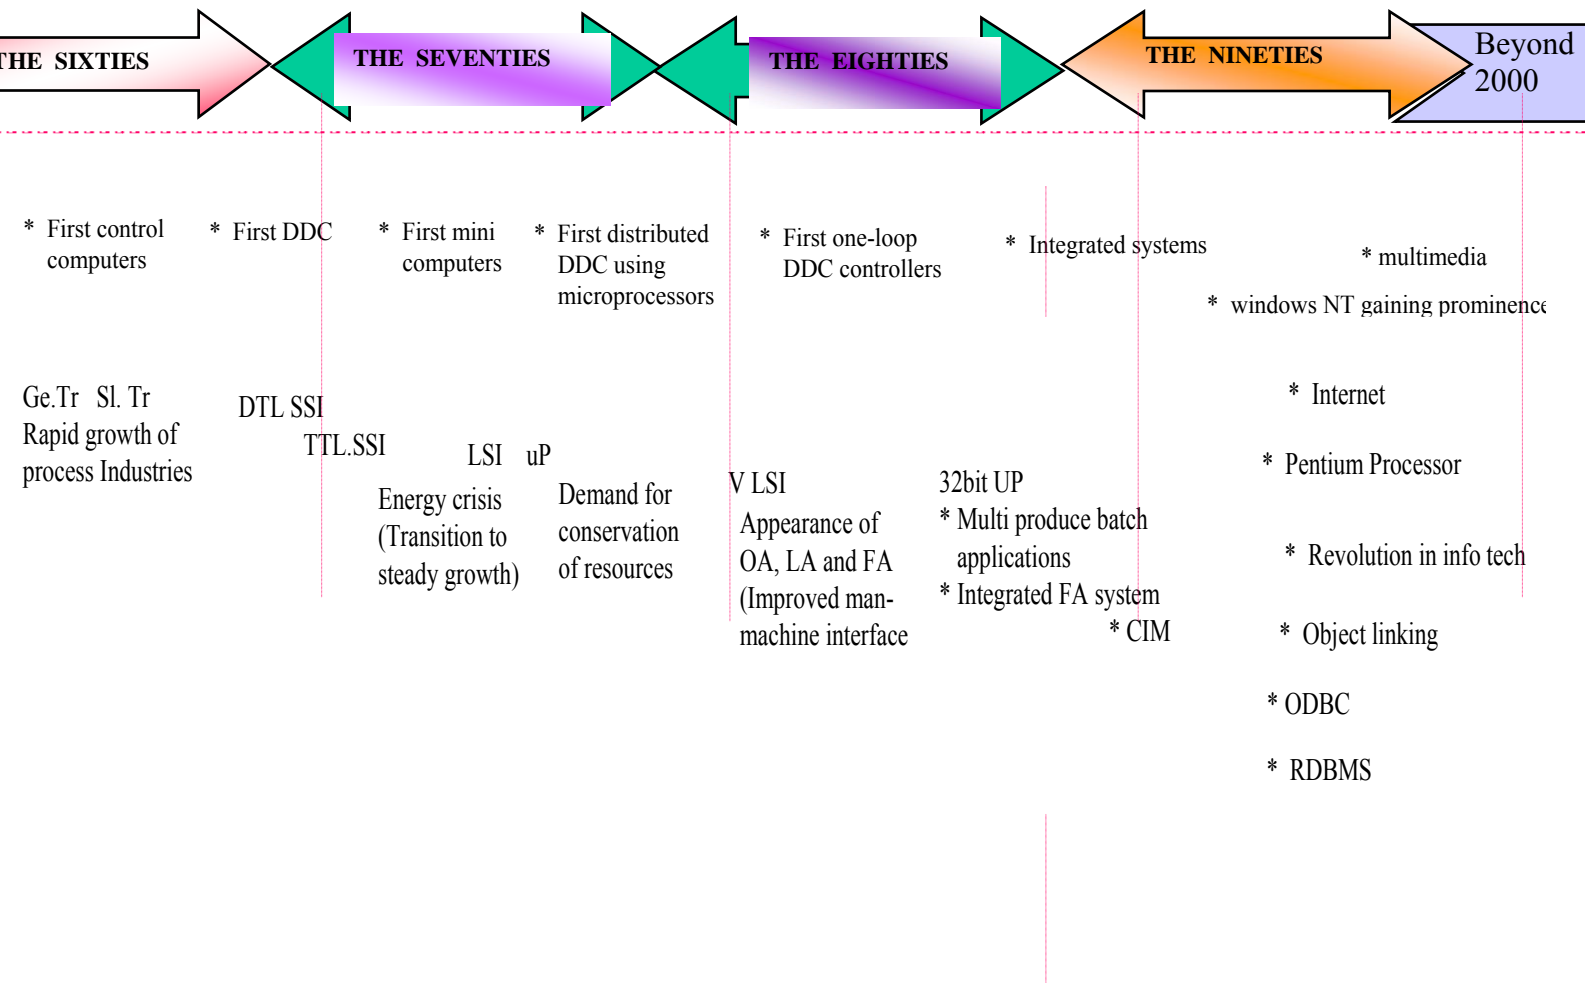 THE SIXTIES
THE SEVENTIES
THE EIGHTIES
THE NINETIES
Beyond
2000
* First control
computers
* First DDC
* First mini
computers
* First distributed
DDC using
microprocessors
* First one-loop
DDC controllers
* Integrated systems
* multimedia
* windows NT gaining prominence
Ge.Tr Sl. Tr
Rapid growth of
process Industries
DTL SSI
TTL.SSI
LSI uP
Energy crisis
(Transition to
steady growth)
Demand for
conservation
of resources
V LSI
Appearance of
OA, LA and FA
(Improved man-
machine interface
32bit UP
* Multi produce batch
applications
* Integrated FA system
* CIM
* Internet
* Pentium Processor
* Revolution in info tech
* Object linking
* ODBC
* RDBMS